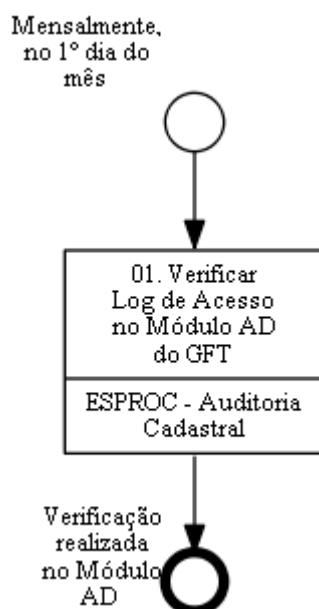 Mensalmente,
no 1º dia do
mês
01. Verificar
Log de Acesso
no Módulo AD
do GFT
ESPROC - Auditoria
Cadastral
Verificação
realizada
no Módulo
AD